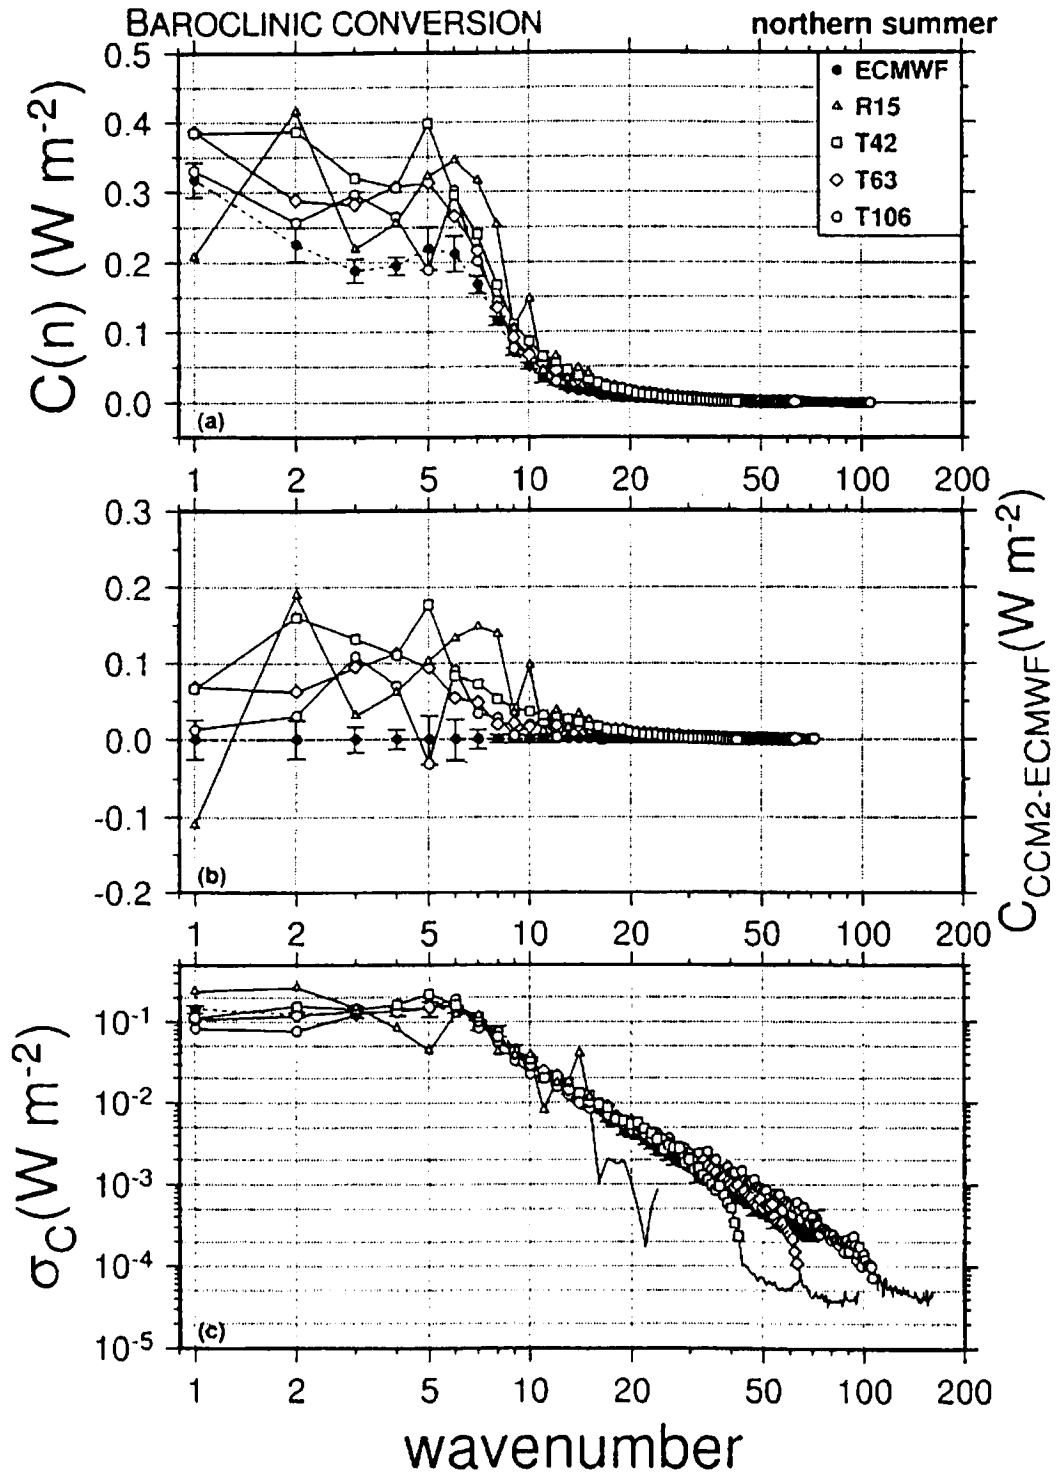 BAROCLINIC CONVERSION northern summer
C(n) (W m-2)
0.5
0.4
0.3
0.2
0.1
0.0
ECMWF
R15
T42
T63
T106
(a)
1 2 5 10 20 50 100 200
0.3
0.2
0.1
0.0
-0.1
-0.2
(b)
CCCM2-ECMWF(W m-2)
1 2 5 10 20 50 100 200
σC(W m-2)
10-1
10-2
10-3
10-4
10-5
(c)
1 2 5 10 20 50 100 200
wavenumber